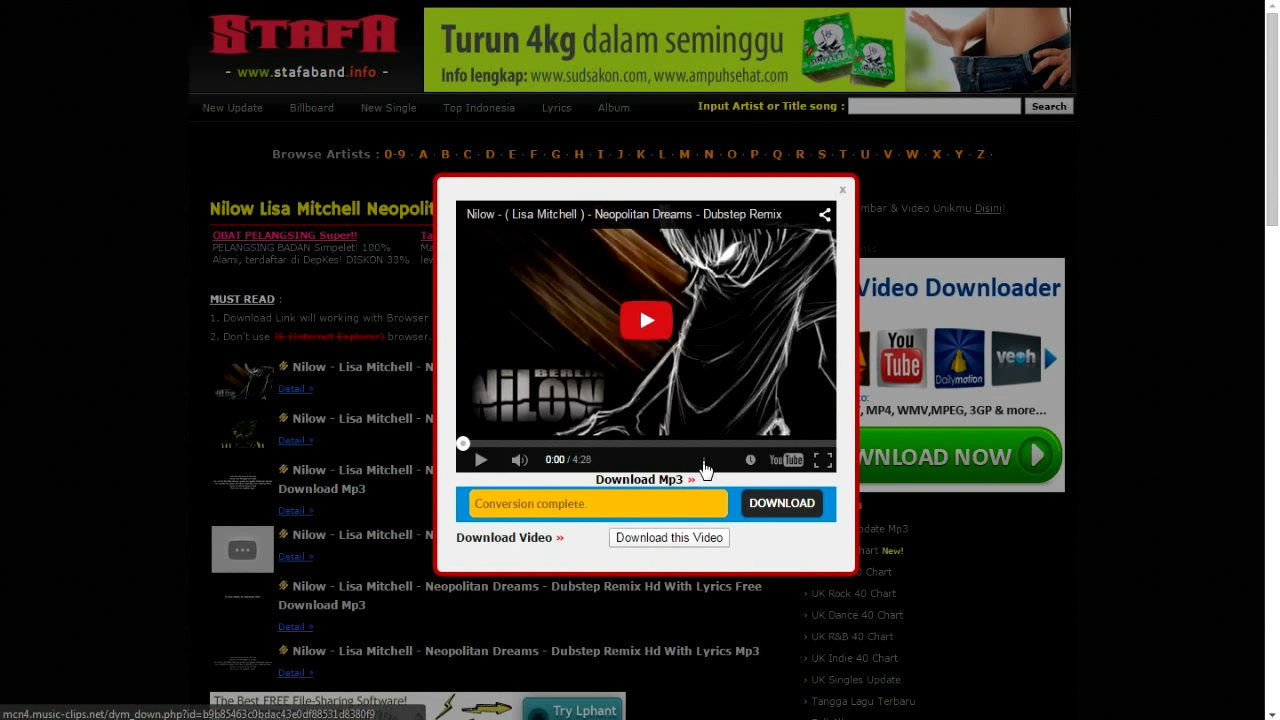 STAFA
- www.stafaband.info -
Turun 4kg dalam seminggu
Info lengkap: www.sudsakon.com, www.ampuhsehat.com
New Update Billboard New Single Top Indonesia Lyrics Album
Input Artist or Title song : Search
Browse Artists : 0-9 · A · B · C · D · E · F · G · H · I · J · K · L · M · N · O · P · Q · R · S · T · U · V · W · X · Y · Z ·
x
Nilow Lisa Mitchell Neopolit
OBAT PELANGSING Super!!
PELANGSING BADAN Simpelet! 100%
Alami, terdaftar di DepKes! DISKON 33%
MUST READ :
1. Download Link will working with Browser
2. Don't use IE (Internet Explorer) browser.
Nilow - Lisa Mitchell -
Detail »
Nilow - Lisa Mitchell -
Detail »
Nilow - Lisa Mitchell -
Download Mp3
Detail »
Nilow - Lisa Mitchell -
Detail »
Nilow - Lisa Mitchell - Neopolitan Dreams - Dubstep Remix Hd With Lyrics Free
Download Mp3
Detail »
Nilow - Lisa Mitchell - Neopolitan Dreams - Dubstep Remix Hd With Lyrics Mp3
Detail »
The Best FREE File-Sharing Software!
Try Lphant
Nilow - ( Lisa Mitchell ) - Neopolitan Dreams - Dubstep Remix
BERLIN
NiLOW
0:00 / 4:28
YouTube
Download Mp3 »
Conversion complete.
DOWNLOAD
Download Video »
Download this Video
mbar & Video Unikmu Disini!
Video Downloader
You Tube
Dailymotion
veoh
, MP4, WMV,MPEG, 3GP & more...
WNLOAD NOW
pdate Mp3
hart New!
0 Chart
› UK Rock 40 Chart
› UK Dance 40 Chart
› UK R&B 40 Chart
› UK Indie 40 Chart
› UK Singles Update
› Tangga Lagu Terbaru
mcn4.music-clips.net/dym_down.php?id=b9b85463c0bdac43e0df88531d8380f9